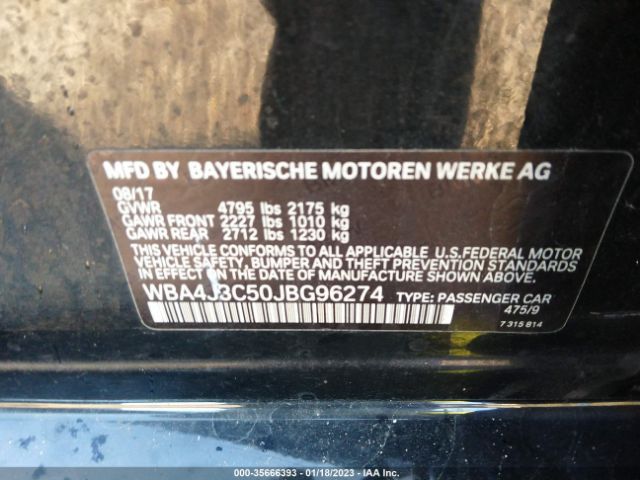 MFD BY BAYERISCHE MOTOREN WERKE AG
08/17
GVWR 4795 lbs 2175 kg
GAWR FRONT 2227 lbs 1010 kg
GAWR REAR 2712 lbs 1230 kg
THIS VEHICLE CONFORMS TO ALL APPLICABLE U.S.FEDERAL MOTOR
VEHICLE SAFETY, BUMPER, AND THEFT PREVENTION
STANDARDS IN EFFECT ON THE DATE OF MANUFACTURE SHOWN ABOVE.
WBA4J3C50JBG96274 TYPE: PASSENGER CAR
475/9
7 315 814
000-35666393 - 01/18/2023 - IAA Inc.